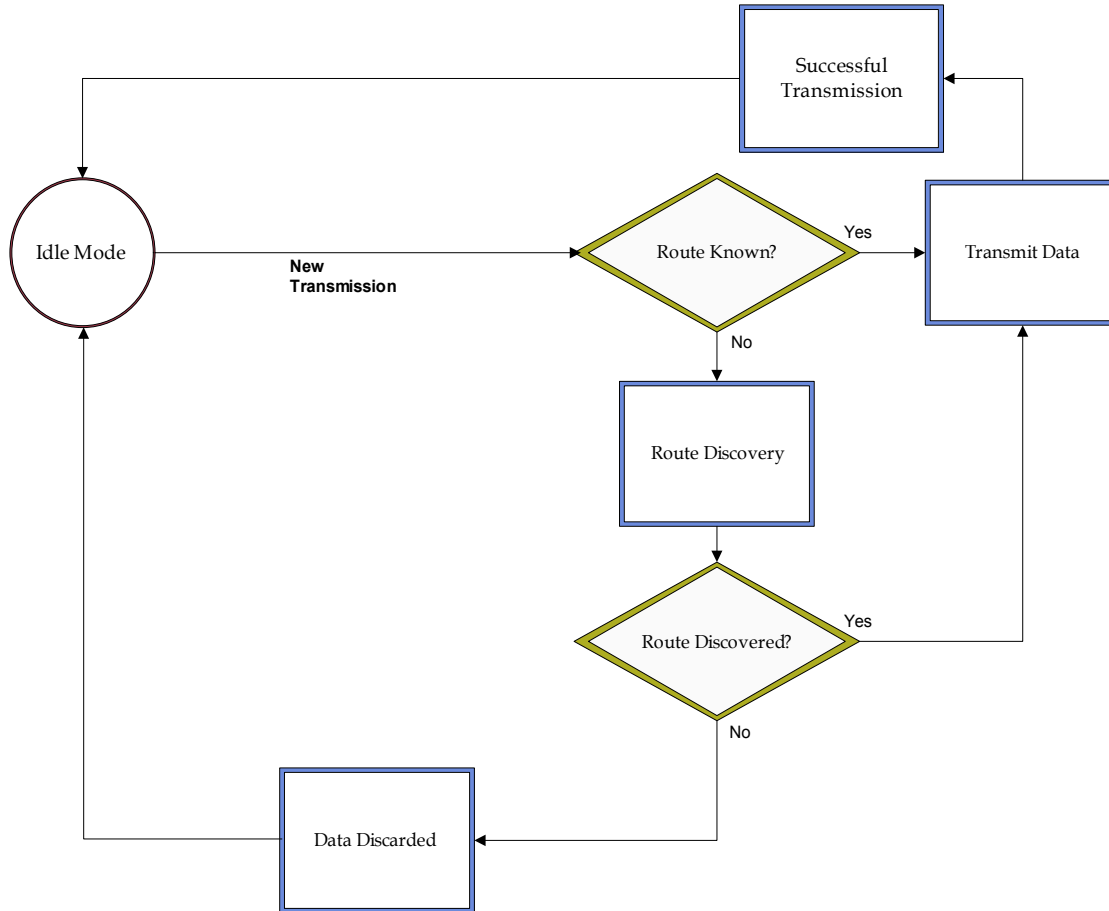 Successful
Transmission
Idle Mode
New
Transmission
Route Known?
Yes
Transmit Data
No
Route Discovery
Route Discovered?
Yes
No
Data Discarded